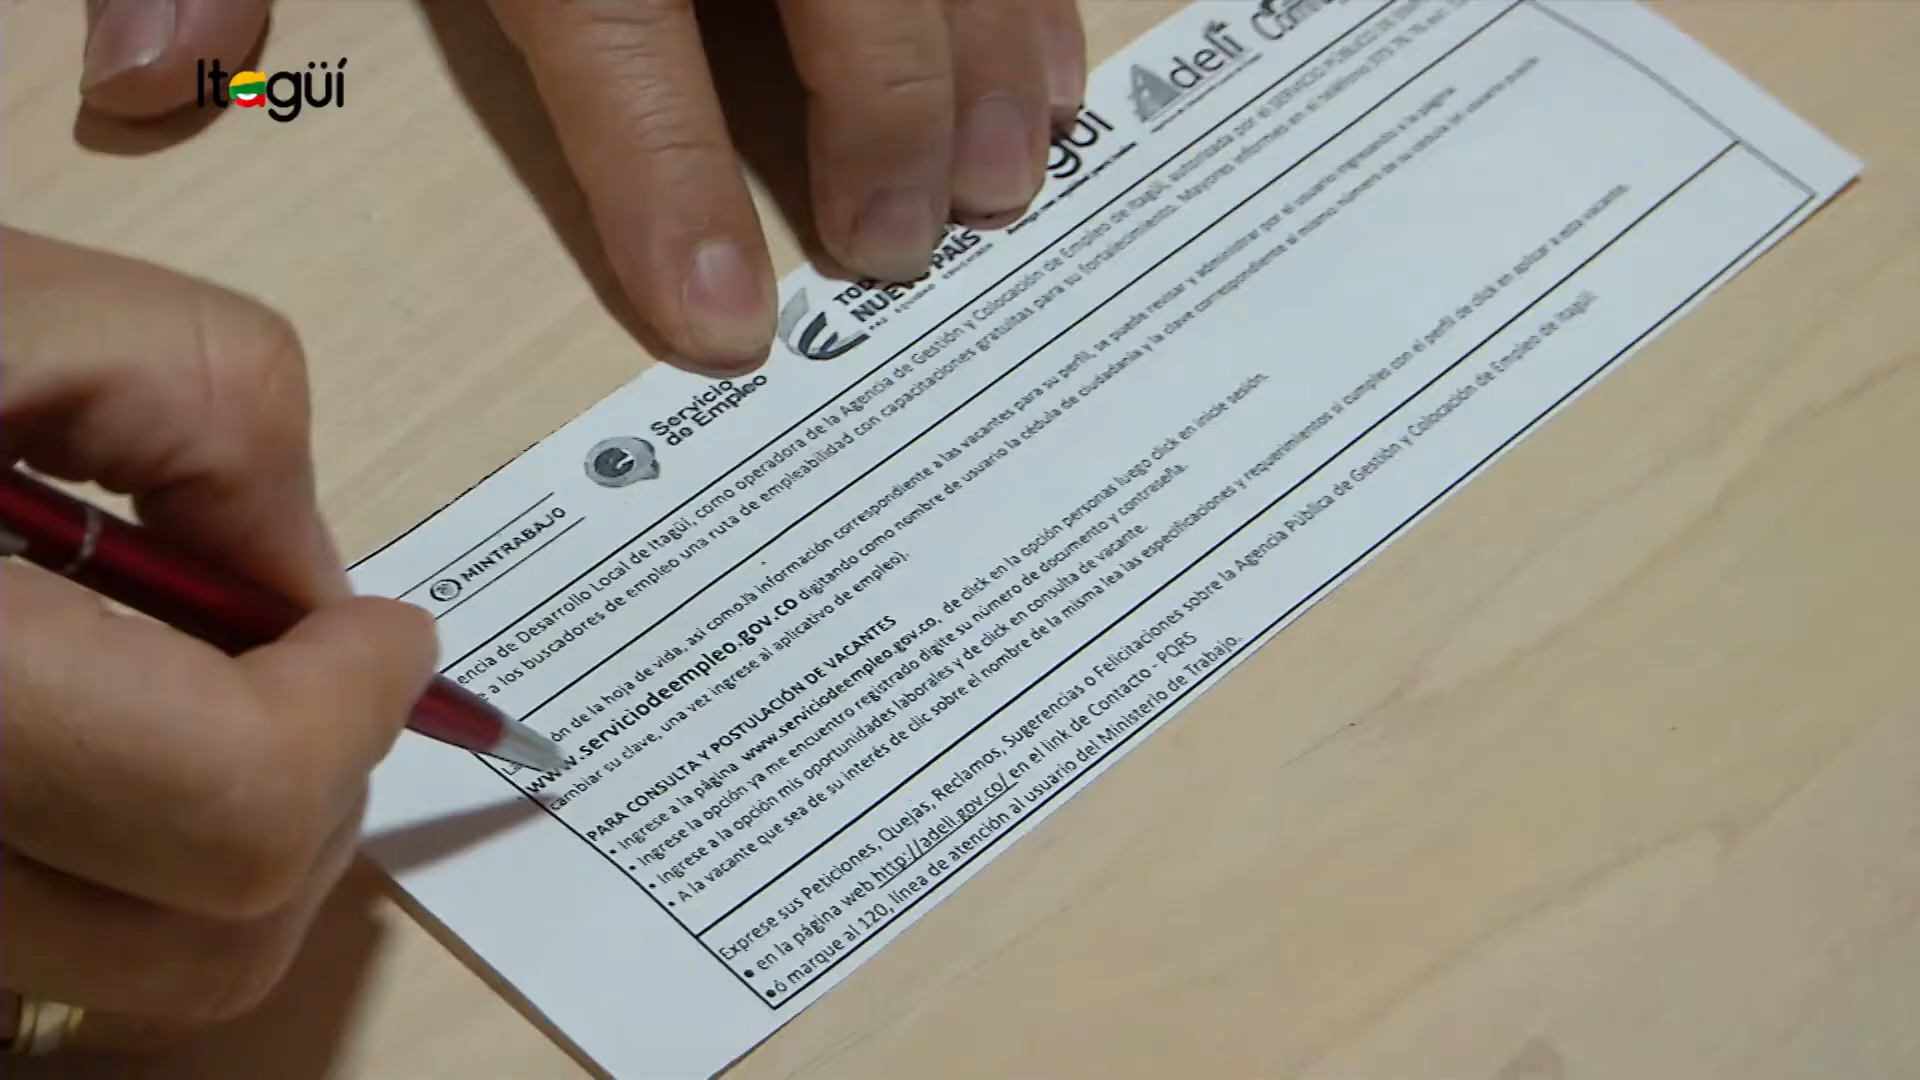 Itagüí
MINTRABAJO
Servicio
de Empleo
NUEVO PAÍS
güí
Adeli
encia de Desarrollo Local de Itagüí, como operadora de la Agencia de Gestión y Colocación de Empleo de Itagüí, autorizada por el SERVICIO PÚBLICO DE
e a los buscadores de empleo una ruta de empleabilidad con capacitaciones gratuitas para su fortalecimiento. Mayores informes en el teléfono
ón de la hoja de vida, así como la información correspondiente a las vacantes para su perfil, se puede revisar y administrar por el usuario ingresando a la página
www.serviciodeempleo.gov.co digitando como nombre de usuario la cédula de ciudadanía y la clave correspondiente al mismo número de su cédula (el usuario puede
cambiar su clave, una vez ingrese al aplicativo de empleo).
PARA CONSULTA Y POSTULACIÓN DE VACANTES
• Ingrese a la página www.serviciodeempleo.gov.co, de click en la opción personas luego click en inicie sesión.
• Ingrese la opción ya me encuentro registrado digite su número de documento y contraseña.
• Ingrese a la opción mis oportunidades laborales y de click en consulta de vacante.
• A la vacante que sea de su interés de clic sobre el nombre de la misma lea las especificaciones y requerimientos si cumples con el perfil de click en aplicar a esta vacante.
Exprese sus Peticiones, Quejas, Reclamos, Sugerencias o Felicitaciones sobre la Agencia Pública de Gestión y Colocación de Empleo de Itagüí
• en la página web http://adeli.gov.co/ en el link de Contacto - PQRS
• ó marque al 120, línea de atención al usuario del Ministerio de Trabajo.